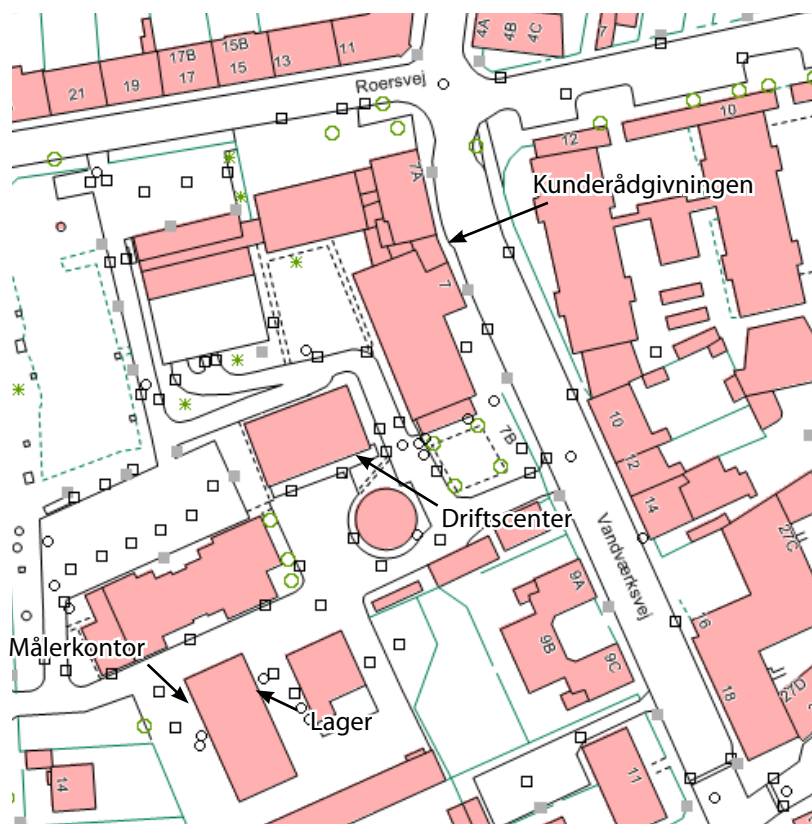 4A
4B
4C
7
11
13
15B
15
17B
17
19
21
Roersvej
10
12
7A
Kunderådgivningen
7
10
12
14
7B
Driftscenter
Vandværksvej
27C
9A
9B
9C
16
18
27D
Målerkontor
Lager
14
11